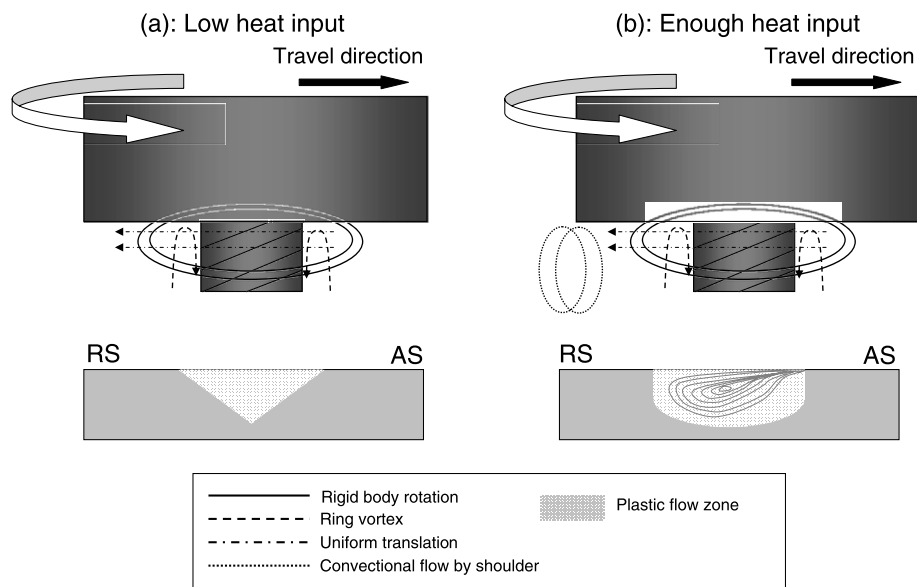 (a): Low heat input
(b): Enough heat input
Travel direction
Travel direction
RS
AS
RS
AS
Rigid body rotation
Ring vortex
Uniform translation
Convectional flow by shoulder
Plastic flow zone